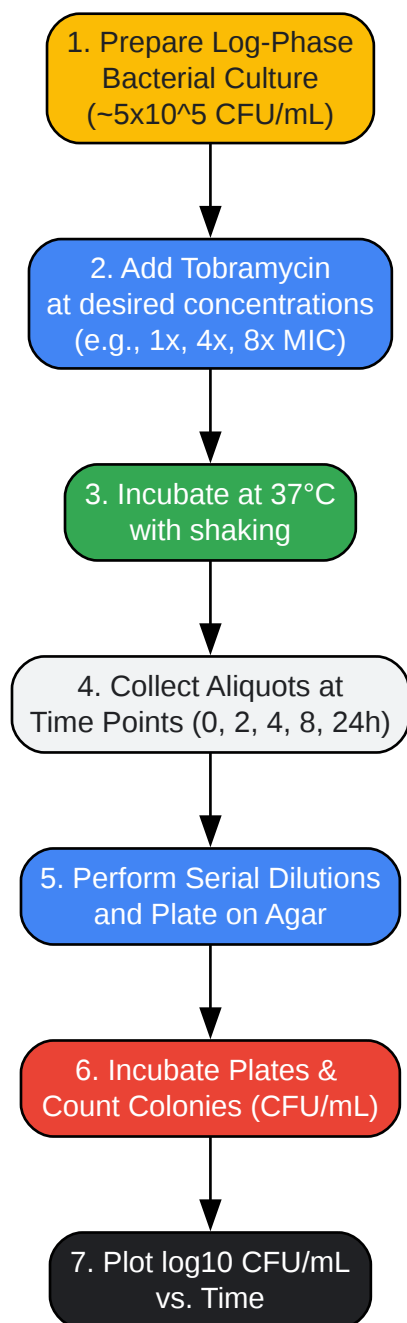 1. Prepare Log-Phase
Bacterial Culture
(~5x10^5 CFU/mL)
2. Add Tobramycin
at desired concentrations
(e.g., 1x, 4x, 8x MIC)
3. Incubate at 37°C
with shaking
4. Collect Aliquots at
Time Points (0, 2, 4, 8, 24h)
5. Perform Serial Dilutions
and Plate on Agar
6. Incubate Plates &
Count Colonies (CFU/mL)
7. Plot log10 CFU/mL
vs. Time